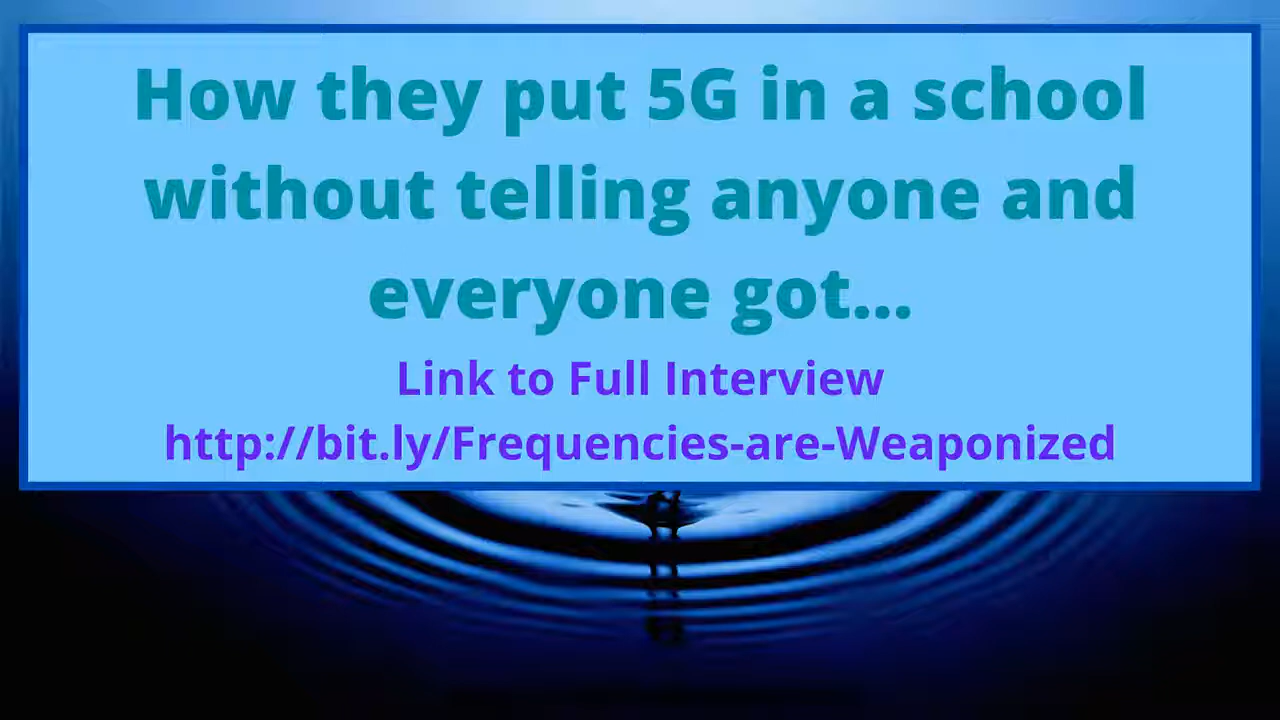 How they put 5G in a school
without telling anyone and
everyone got...
Link to Full Interview
http://bit.ly/Frequencies-are-Weaponized